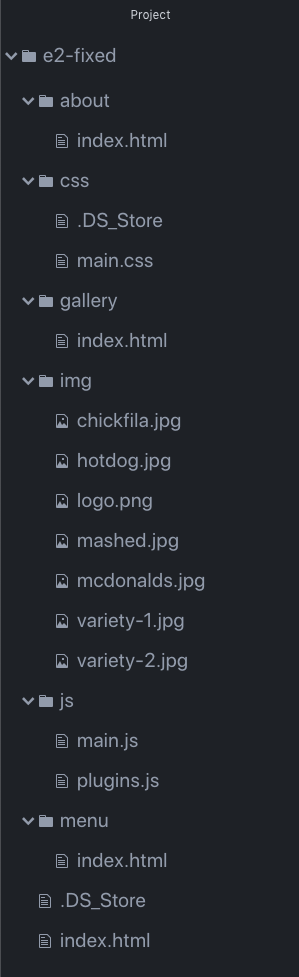 Project
e2-fixed
about
index.html
css
.DS_Store
main.css
gallery
index.html
img
chickfila.jpg
hotdog.jpg
logo.png
mashed.jpg
mcdonalds.jpg
variety-1.jpg
variety-2.jpg
js
main.js
plugins.js
menu
index.html
.DS_Store
index.html